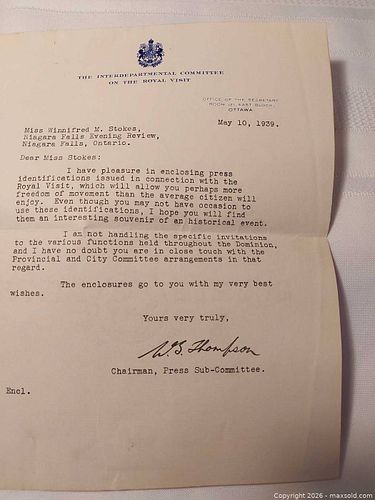 THE INTERDEPARTMENTAL COMMITTEE
ON THE ROYAL VISIT
OFFICE OF THE SECRETARY
ROOM 121, EAST BLOCK,
OTTAWA
May 10, 1939.
Miss Winnifred M. Stokes,
Niagara Falls Evening Review,
Niagara Falls, Ontario.
Dear Miss Stokes:
I have pleasure in enclosing press
identifications issued in connection with the
Royal Visit, which will allow you perhaps more
freedom of movement than the average citizen will
enjoy. Even though you may not have occasion to
use these identifications, I hope you will find
them an interesting souvenir of an historical event.
I am not handling the specific invitations
to the various functions held throughout the Dominion,
and I have no doubt you are in close touch with the
Provincial and City Committee arrangements in that
regard.
The enclosures go to you with my very best
wishes.
Yours very truly,
W.S. Thompson
Chairman, Press Sub-Committee.
Encl.
Copyright 2026 - maxsold.com